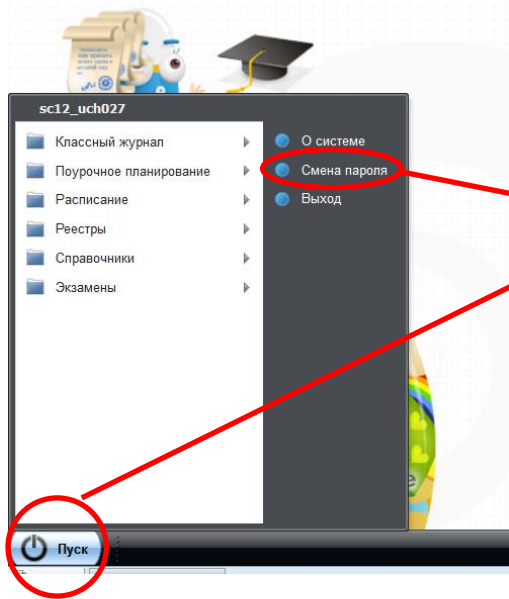 sc12_uch027
Классный журнал
Поурочное планирование
Расписание
Реестры
Справочники
Экзамены
О системе
Смена пароля
Выход
Пуск